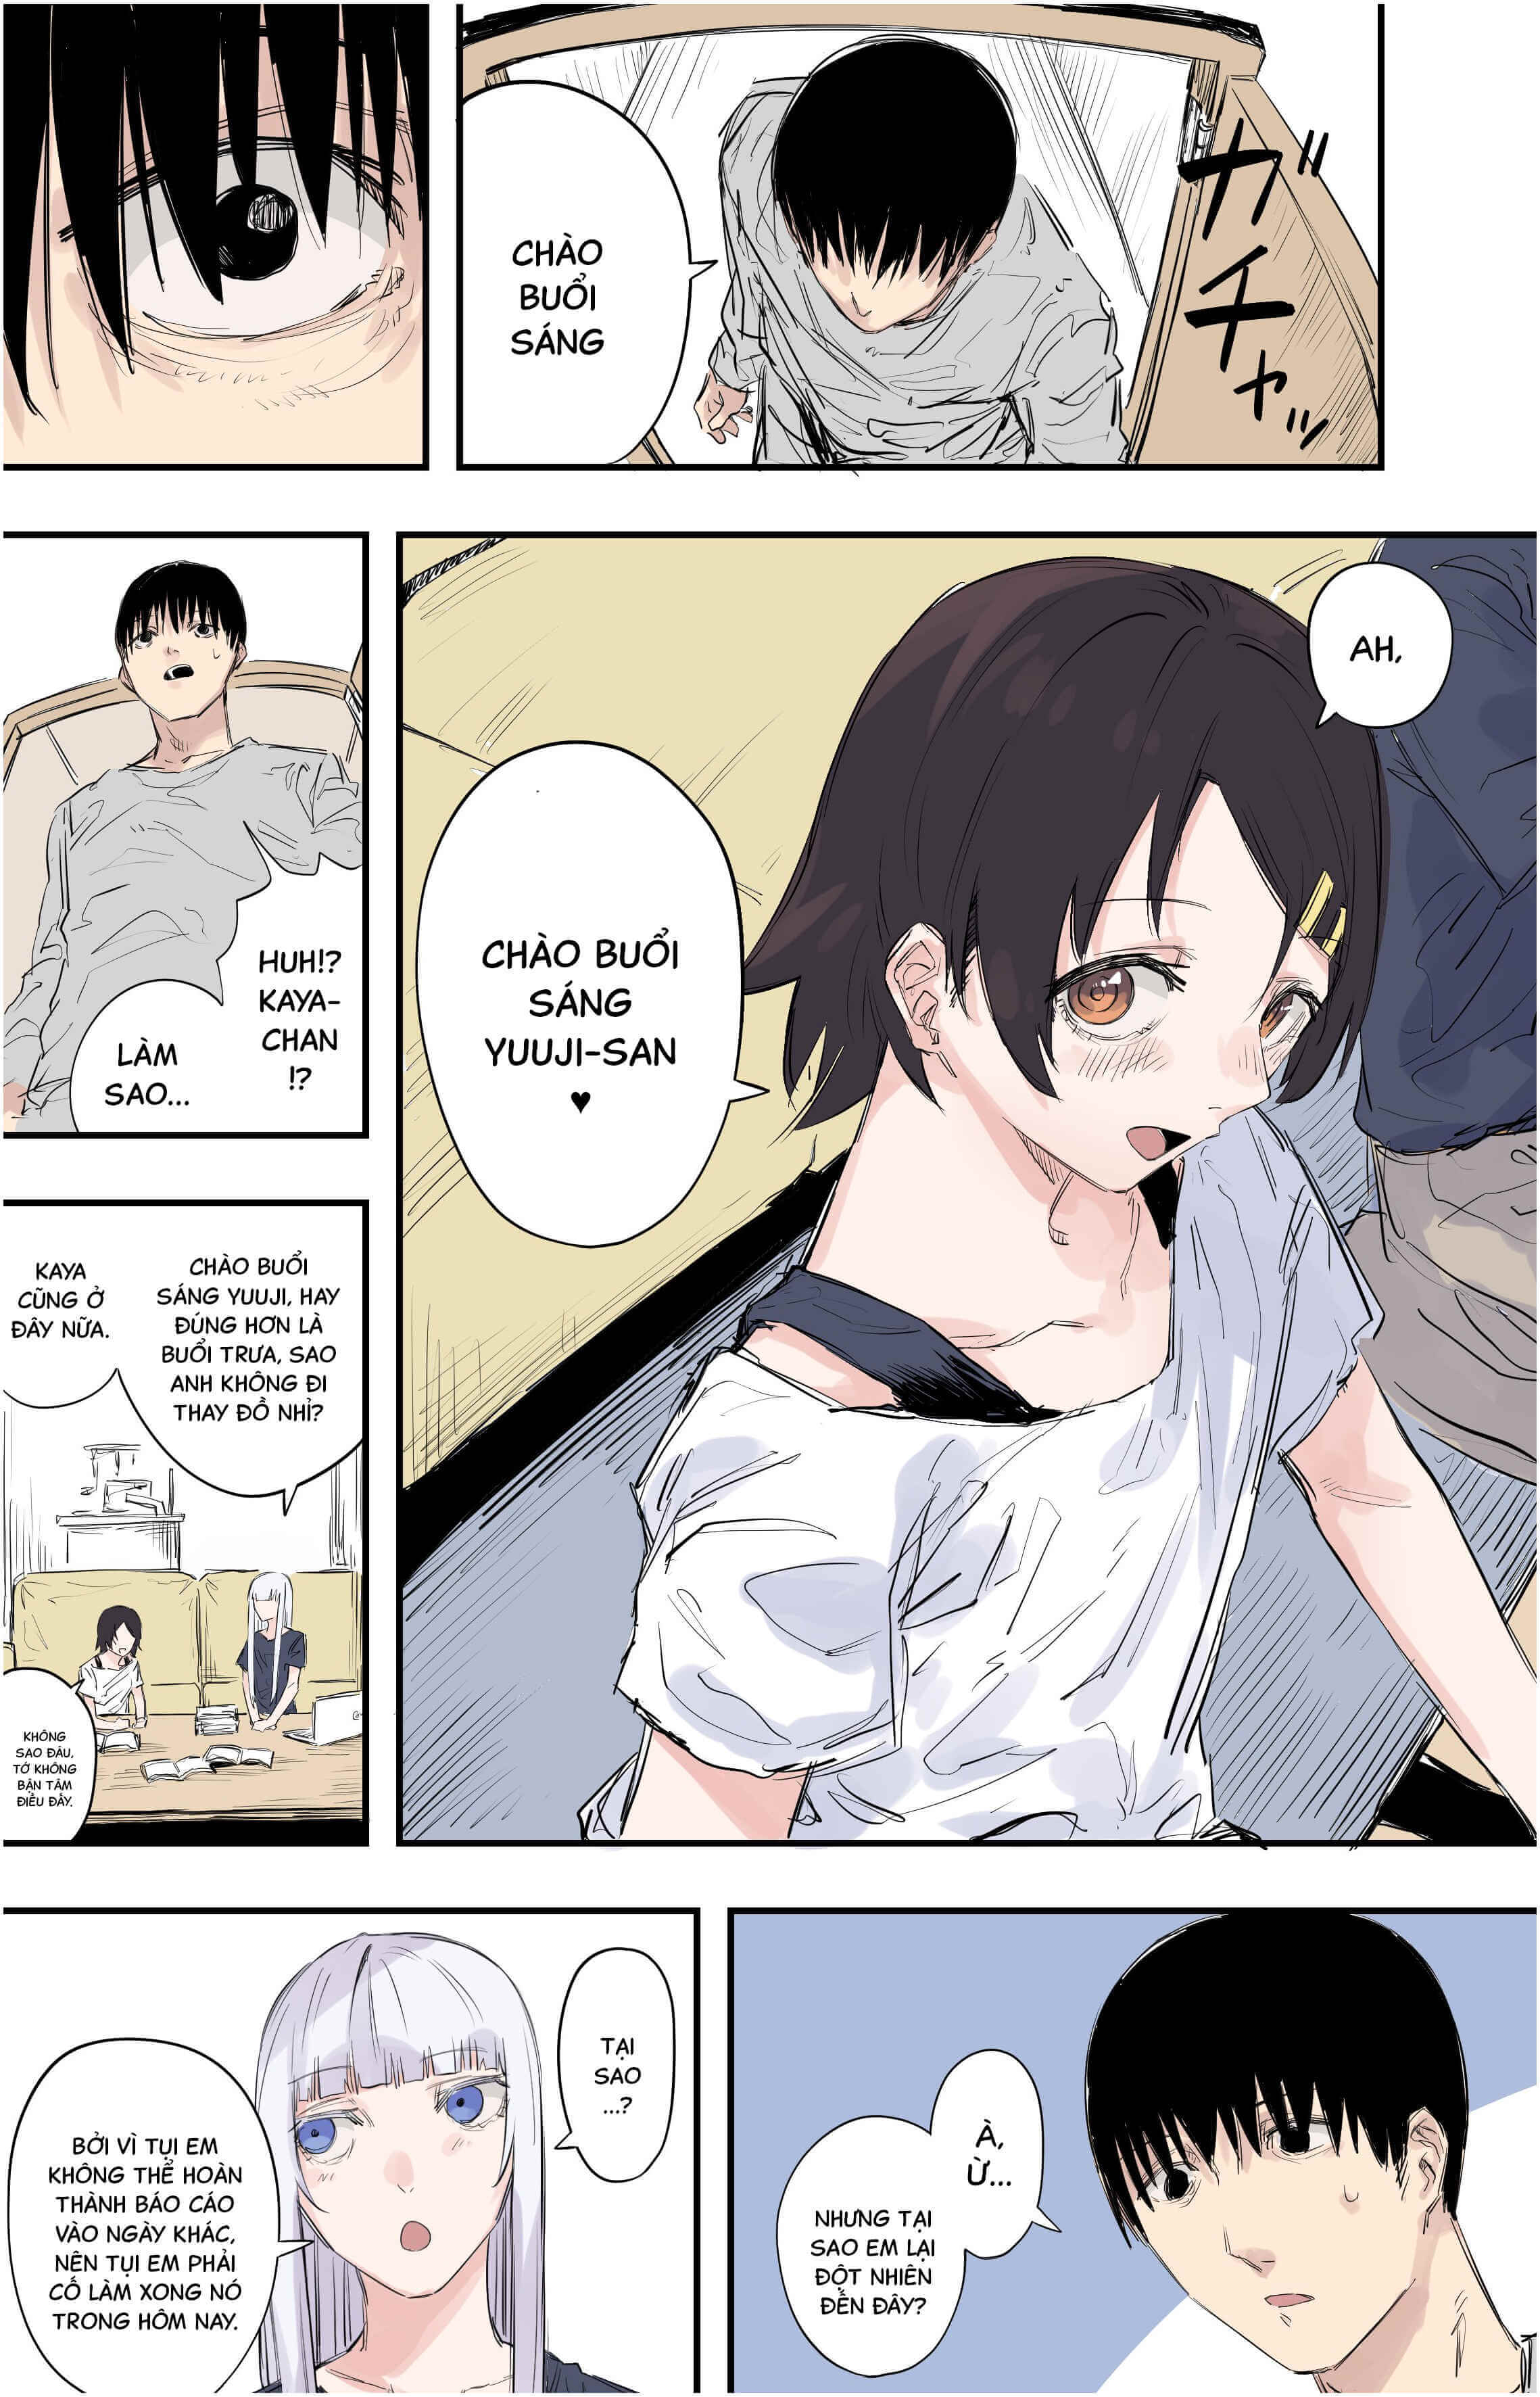 ガチャッ
CHÀO
BUỔI
SÁNG
AH,
CHÀO BUỔI
SÁNG
YUUJI-SAN
♥
HUH!?
KAYA-
CHAN
!?
LÀM
SAO...
CHÀO BUỔI
SÁNG YUUJI, HAY
ĐÚNG HƠN LÀ
BUỔI TRƯA, SAO
ANH KHÔNG ĐI
THAY ĐỒ NHỈ?
KAYA
CŨNG Ở
ĐÂY NỮA.
KHÔNG
SAO ĐÂU,
TỚ KHÔNG
BẬN TÂM
ĐIỀU ĐẤY.
À,
Ừ...
NHƯNG TẠI
SAO EM LẠI
ĐỘT NHIÊN
ĐẾN ĐÂY?
TẠI
SAO
...?
BỞI VÌ TỤI EM
KHÔNG THỂ HOÀN
THÀNH BÁO CÁO
VÀO NGÀY KHÁC,
NÊN TỤI EM PHẢI
CỐ LÀM XONG NÓ
TRONG HÔM NAY.